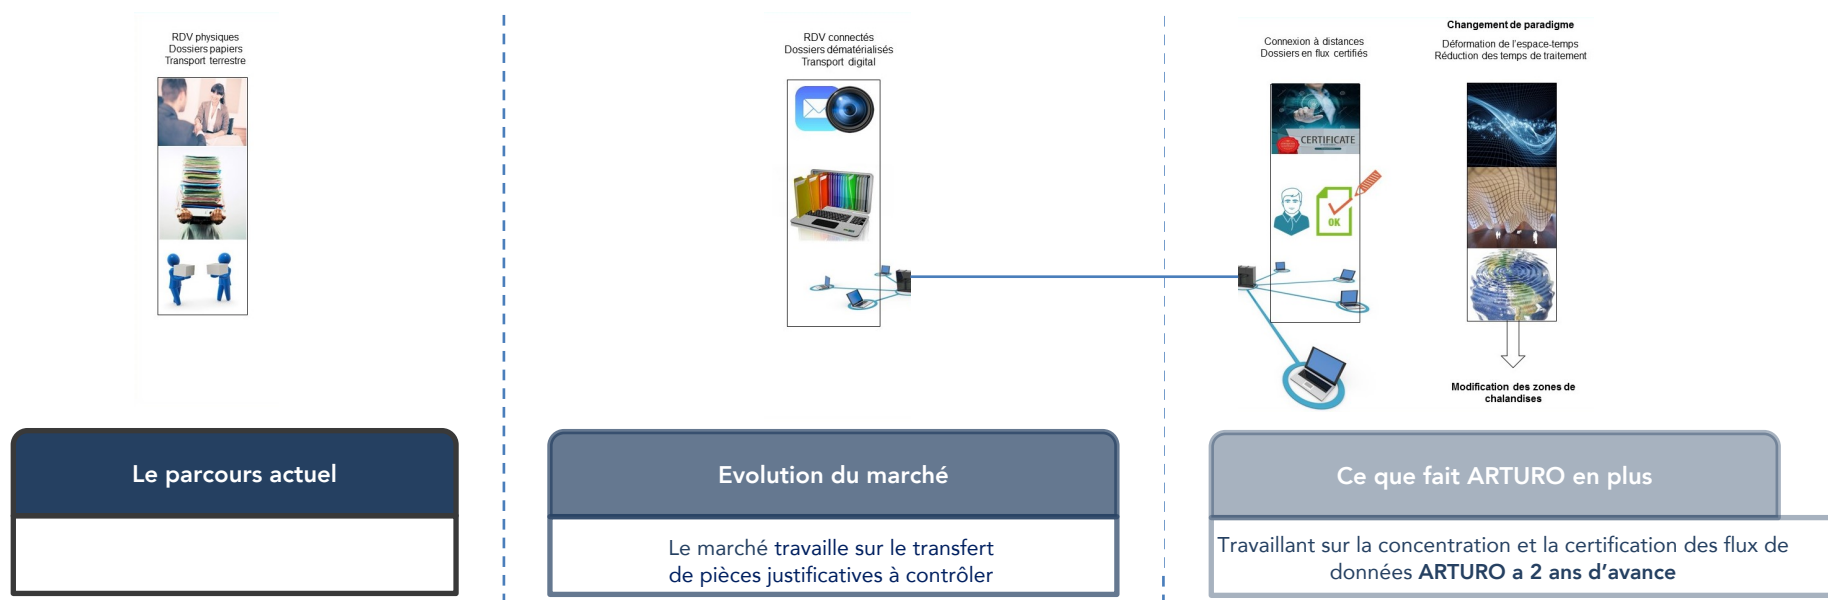 RDV physiques
Dossiers papiers
Transport terrestre
RDV connectés
Dossiers dématérialisés
Transport digital
Connexion à distances
Dossiers en flux certifiés
Changement de paradigme
Déformation de l'espace-temps
Réduction des temps de traitement
CERTIFICATE
OK
Modification des zones de
chalandises
Le parcours actuel
Evolution du marché
Le marché travaille sur le transfert
de pièces justificatives à contrôler
Ce que fait ARTURO en plus
Travaillant sur la concentration et la certification des flux de
données ARTURO a 2 ans d'avance